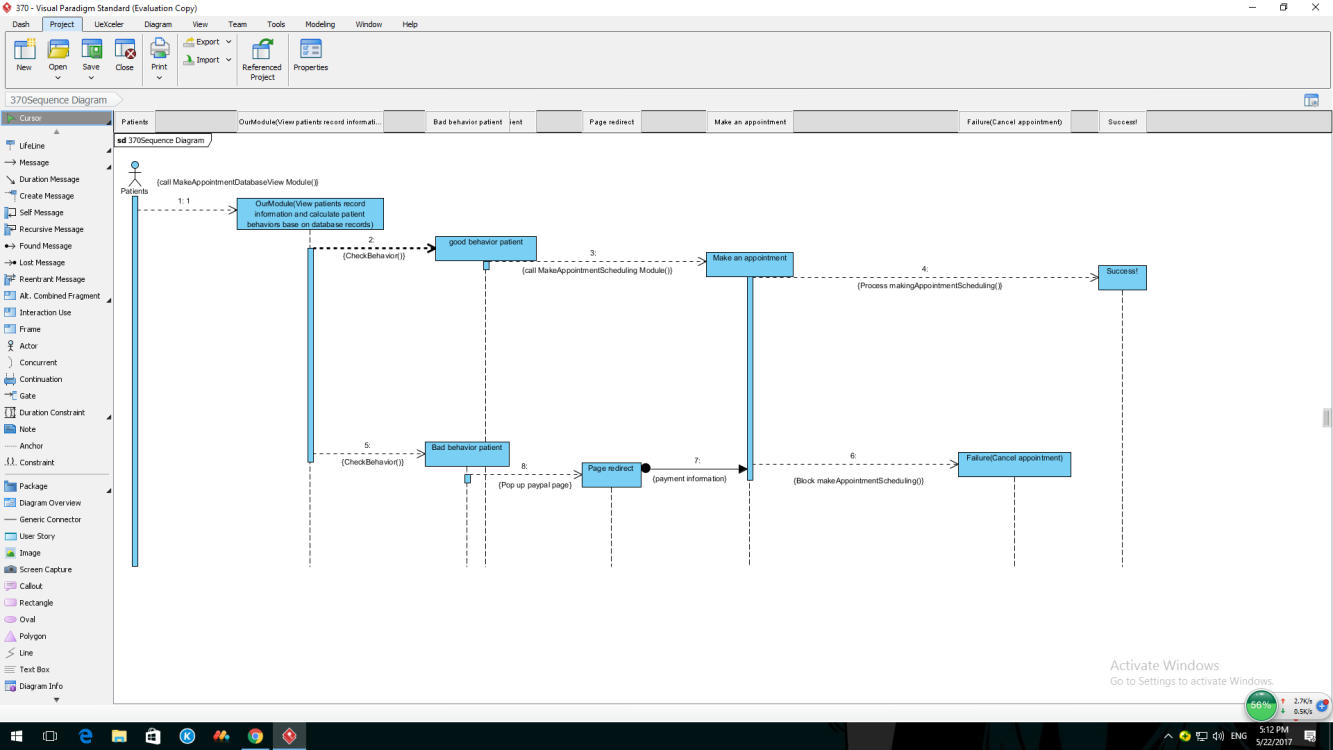 370 - Visual Paradigm Standard (Evaluation Copy)
Dash Project UeXceler Diagram View Team Tools Modeling Window Help
New Open Save Close Print Export Import Referenced Project Properties
370Sequence Diagram
Cursor
LifeLine
Message
Duration Message
Create Message
Self Message
Recursive Message
Found Message
Lost Message
Reentrant Message
Alt. Combined Fragment
Interaction Use
Frame
Actor
Concurrent
Continuation
Gate
Duration Constraint
Note
Anchor
Constraint
Package
Diagram Overview
Generic Connector
User Story
Image
Screen Capture
Callout
Rectangle
Oval
Polygon
Line
Text Box
Diagram Info
Patients OurModule(View patients record informati... Bad behavior patient ient Page redirect Make an appointment Failure(Cancel appointment) Success!
sd 370Sequence Diagram
Patients
{call MakeAppointmentDatabaseView Module()}
1: 1
OurModule(View patients record
information and calculate patient
behaviors base on database records)
2:
{CheckBehavior()}
good behavior patient
3:
{call MakeAppointmentScheduling Module()}
Make an appointment
4:
{Process makingAppointmentScheduling()}
Success!
5:
{CheckBehavior()}
Bad behavior patient
8:
{Pop up paypal page}
Page redirect
7:
{payment information}
6:
{Block makeAppointmentScheduling()}
Failure(Cancel appointment)
Activate Windows
Go to Settings to activate Windows.
56%
2.7K/s
0.5K/s
ENG
5:12 PM
5/22/2017